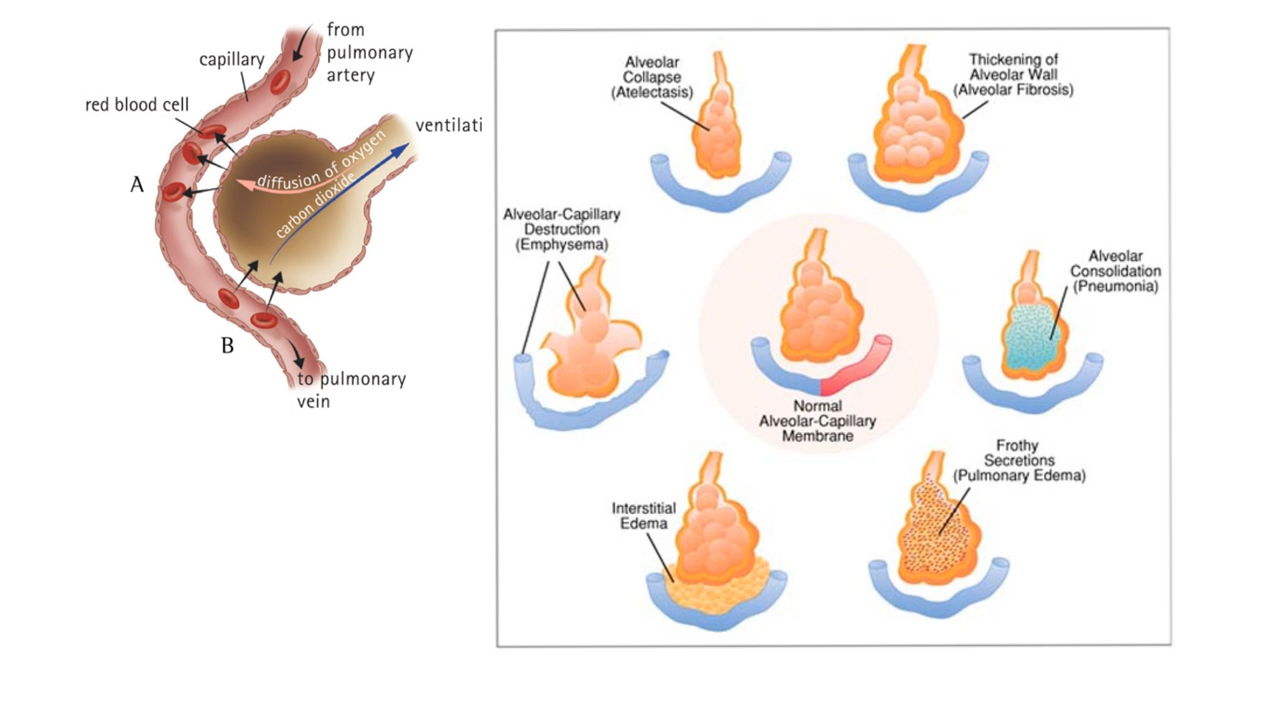 from
pulmonary
artery
capillary
red blood cell
ventilati
diffusion of oxygen
carbon dioxide
A
B
to pulmonary
vein
Alveolar
Collapse
(Atelectasis)
Thickening of
Alveolar Wall
(Alveolar Fibrosis)
Alveolar-Capillary
Destruction
(Emphysema)
Alveolar
Consolidation
(Pneumonia)
Normal
Alveolar-Capillary
Membrane
Frothy
Secretions
(Pulmonary Edema)
Interstitial
Edema